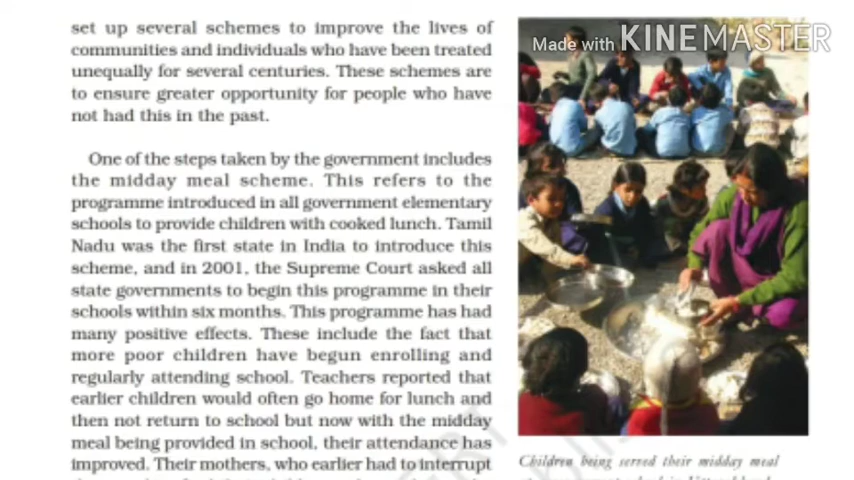 set up several schemes to improve the lives of
communities and individuals who have been treated
unequally for several centuries. These schemes are
to ensure greater opportunity for people who have
not had this in the past.
One of the steps taken by the government includes
the midday meal scheme. This refers to the
programme introduced in all government elementary
schools to provide children with cooked lunch. Tamil
Nadu was the first state in India to introduce this
scheme, and in 2001, the Supreme Court asked all
state governments to begin this programme in their
schools within six months. This programme has had
many positive effects. These include the fact that
more poor children have begun enrolling and
regularly attending school. Teachers reported that
earlier children would often go home for lunch and
then not return to school but now with the midday
meal being provided in school, their attendance has
improved. Their mothers, who earlier had to interrupt
Made with KINEMASTER
Children being served their midday meal